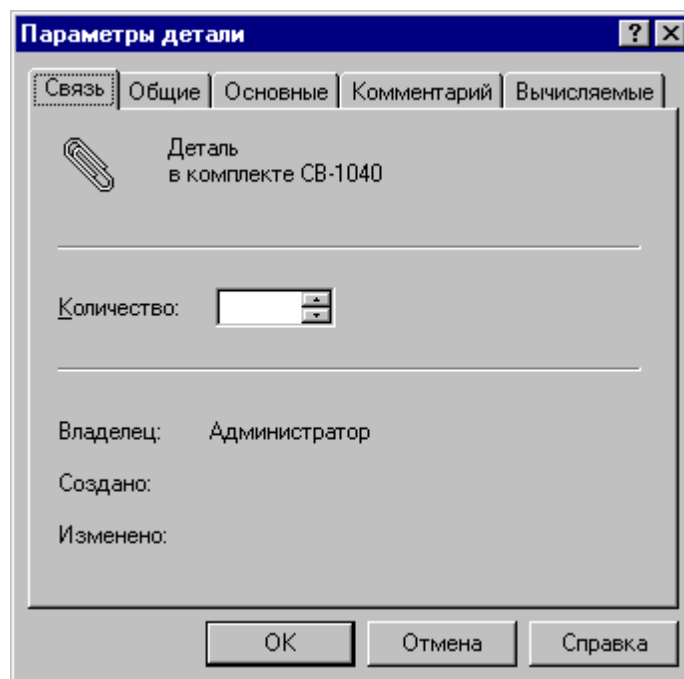 Параметры детали
Связь Общие Основные Комментарий Вычисляемые
Деталь
в комплекте СВ-1040
Количество:
Владелец: Администратор
Создано:
Изменено:
OK Отмена Справка